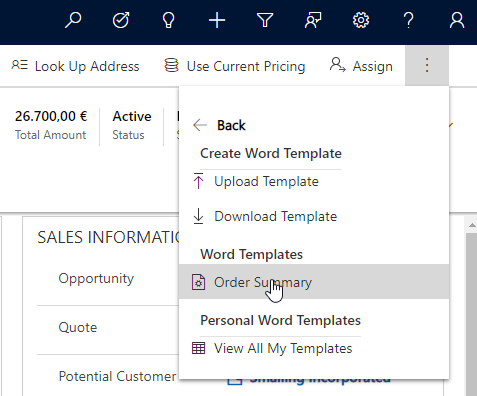 Look Up Address
Use Current Pricing
Assign
26.700,00 €
Total Amount
Active
Status
Back
Create Word Template
Upload Template
Download Template
Word Templates
Order Summary
Personal Word Templates
View All My Templates
SALES INFORMATIO
Opportunity
Quote
Potential Customer
Smalling Incorporated